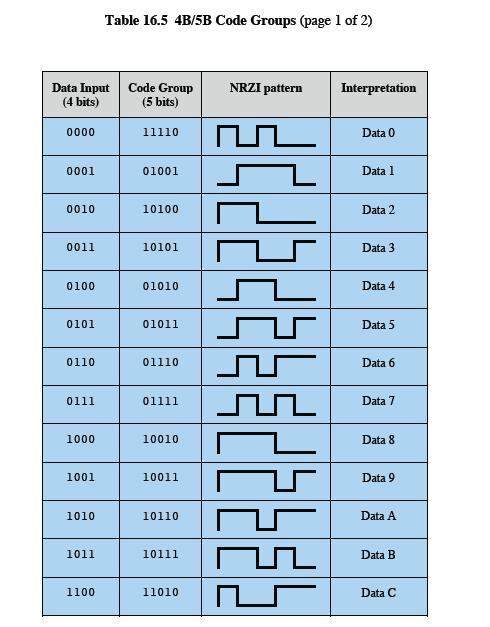 Table 16.5 4B/5B Code Groups (page 1 of 2)
Data Input (4 bits) Code Group (5 bits) NRZI pattern Interpretation
0000 11110 Data 0
0001 01001 Data 1
0010 10100 Data 2
0011 10101 Data 3
0100 01010 Data 4
0101 01011 Data 5
0110 01110 Data 6
0111 01111 Data 7
1000 10010 Data 8
1001 10011 Data 9
1010 10110 Data A
1011 10111 Data B
1100 11010 Data C